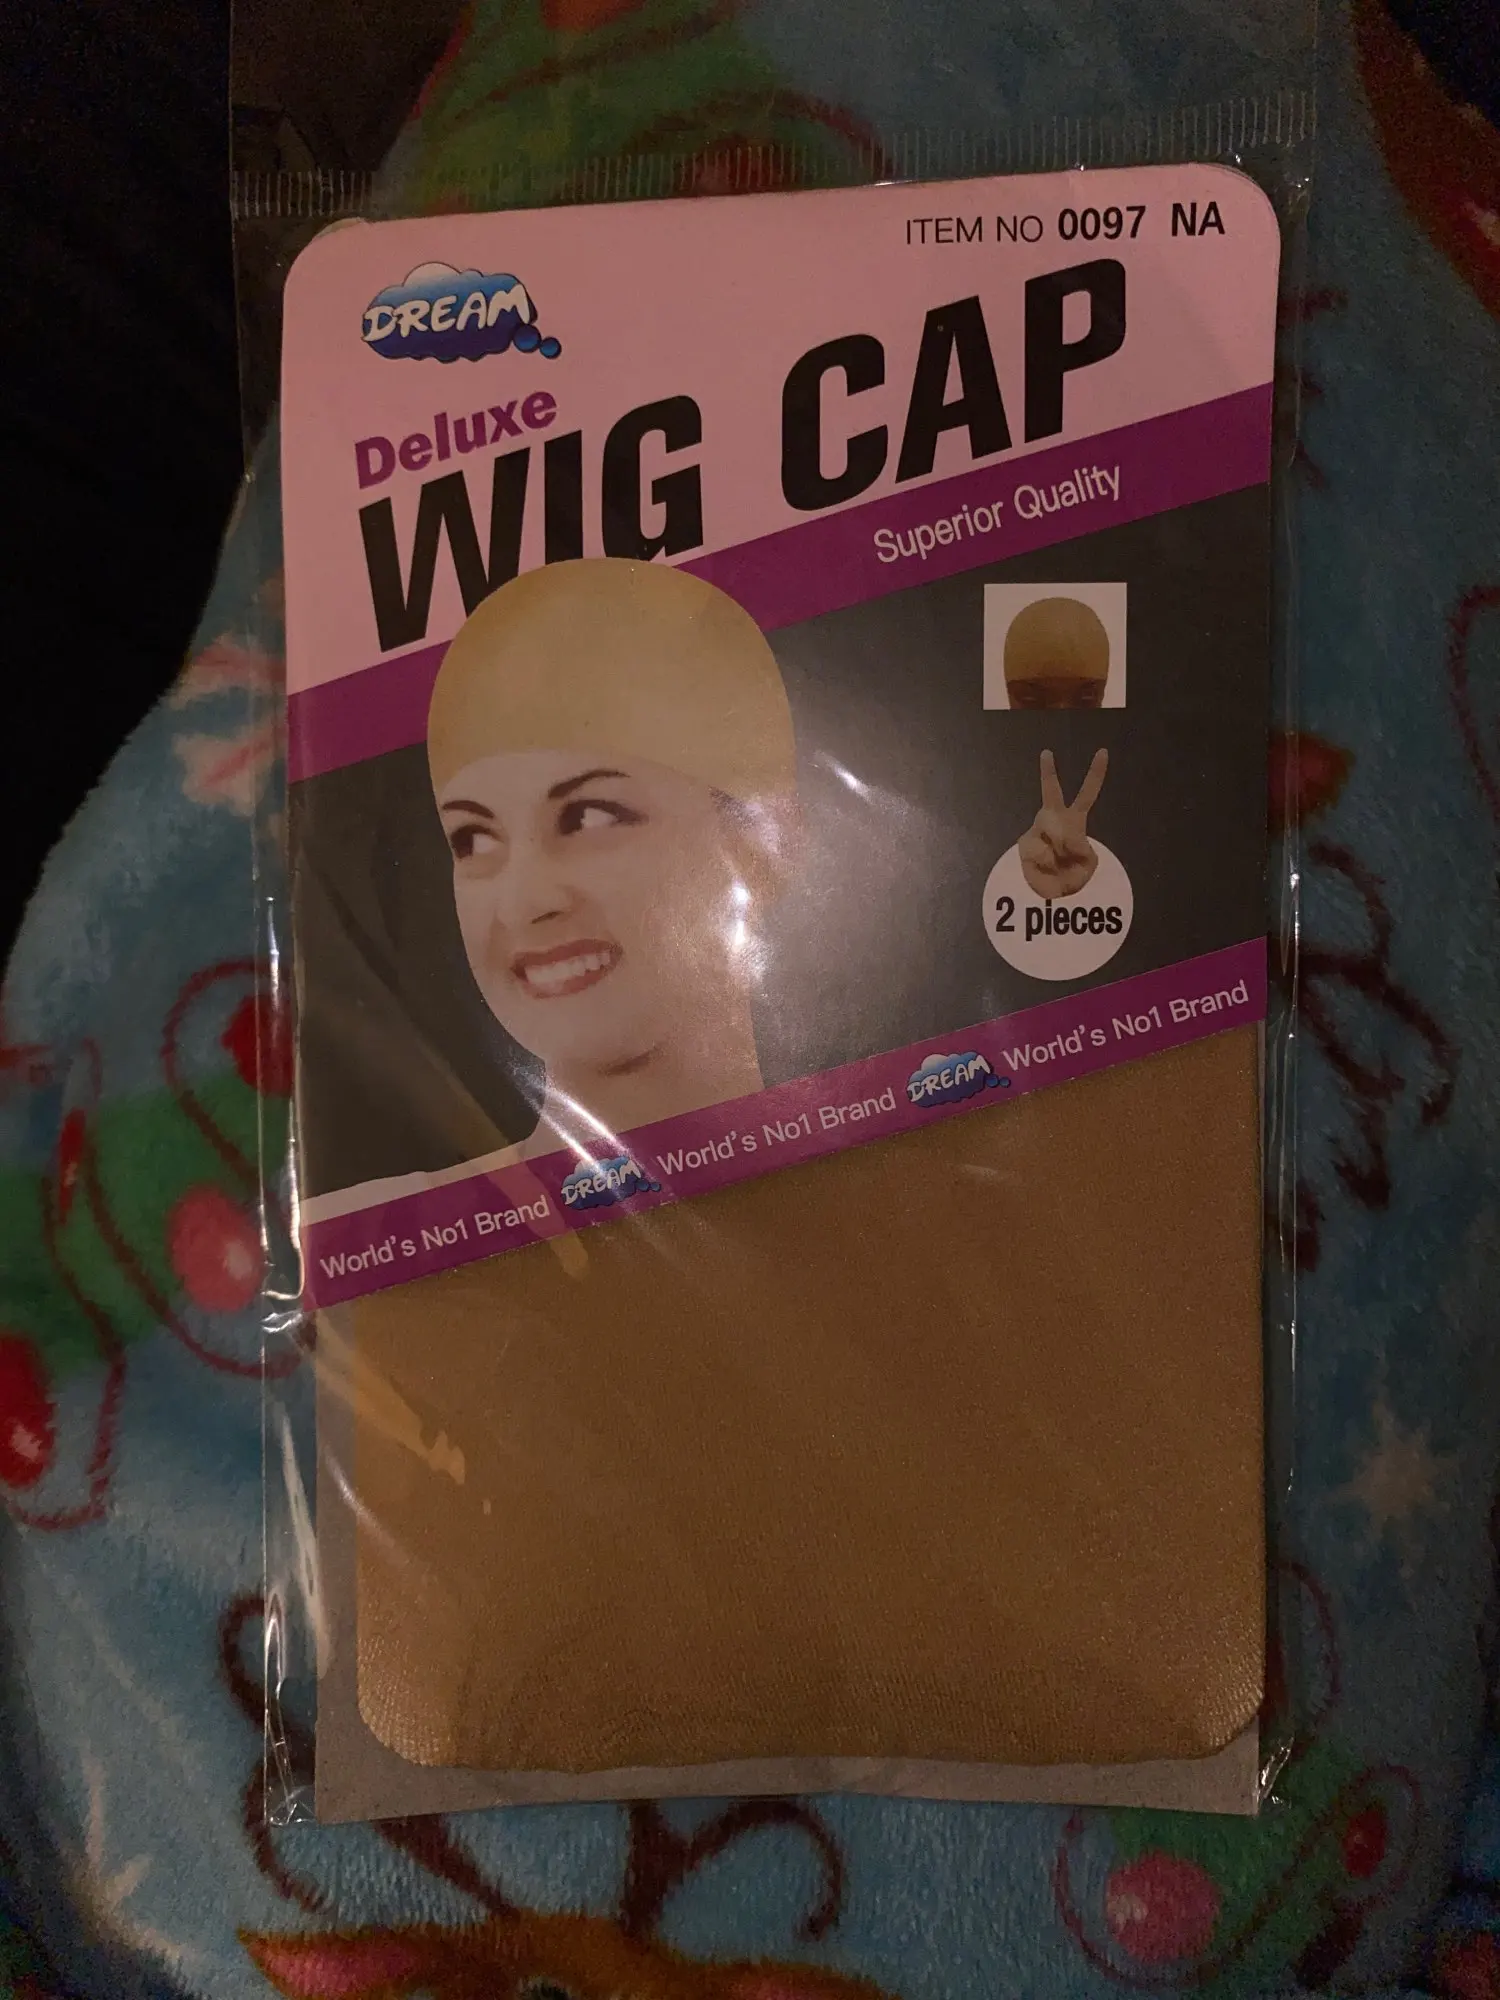 ITEM NO 0097 NA
DREAM
Deluxe
WIG CAP
Superior Quality
2 pieces
World's No1 Brand DREAM World's No1 Brand DREAM World's No1 Brand